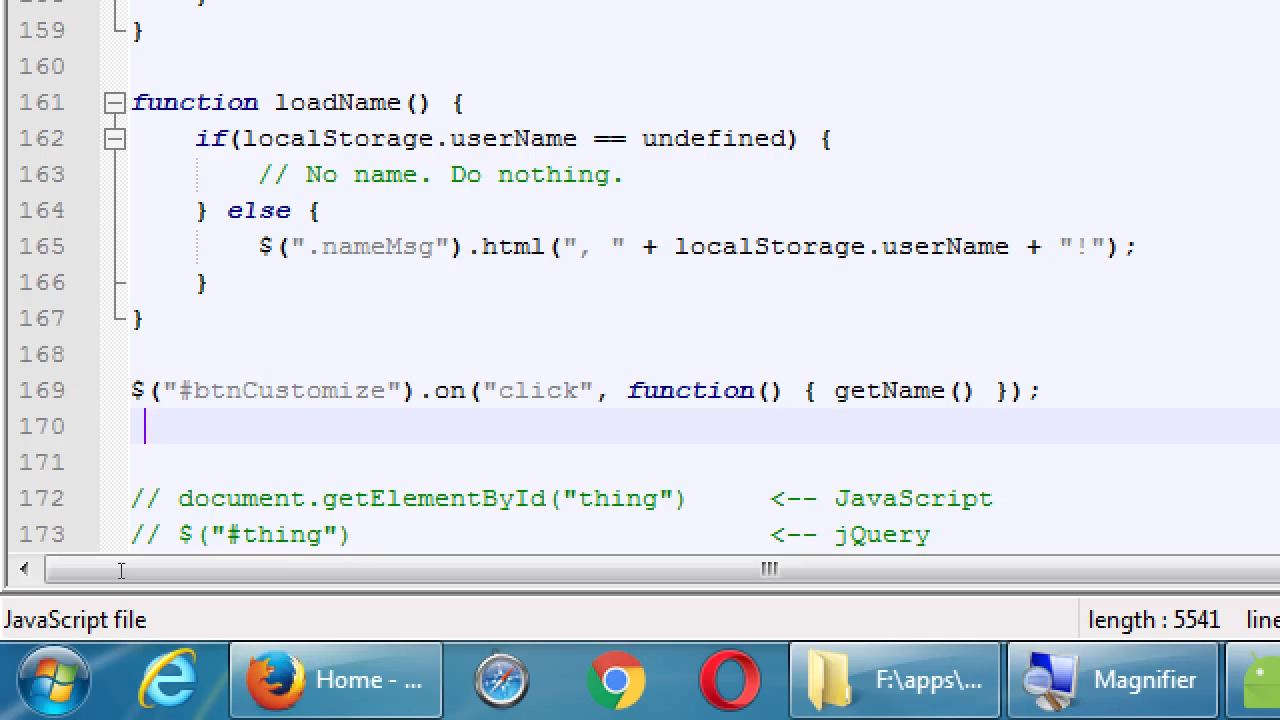 159 }
160
161 function loadName() {
162 if(localStorage.userName == undefined) {
163 // No name. Do nothing.
164 } else {
165 $(".nameMsg").html(", " + localStorage.userName + "!");
166 }
167 }
168
169 $("#btnCustomize").on("click", function() { getName() });
170
171
172 // document.getElementById("thing") <-- JavaScript
173 // $("#thing") <-- jQuery
JavaScript file length : 5541 line
Home - ... F:\apps\... Magnifier